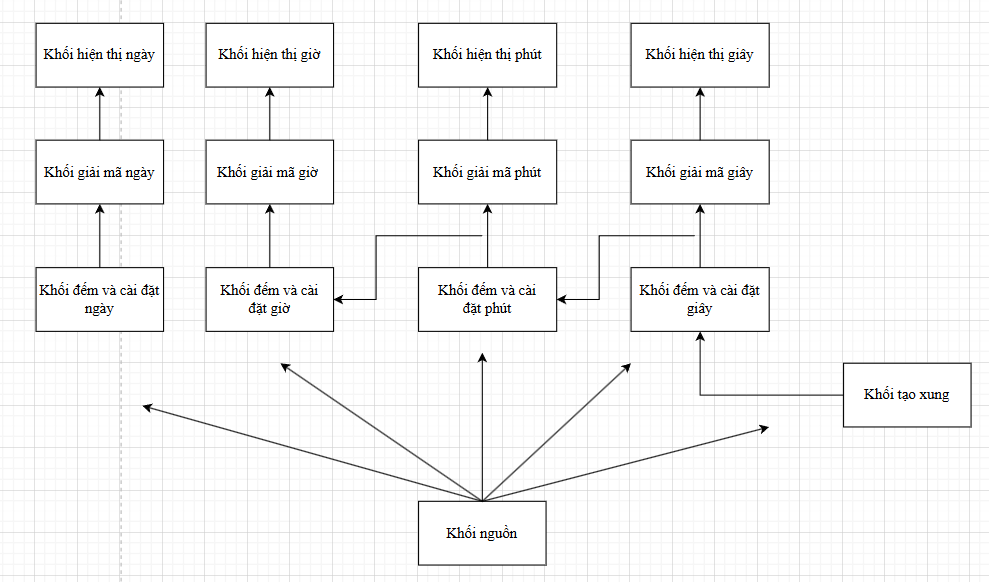 Khối hiện thị ngày
Khối hiện thị giờ
Khối hiện thị phút
Khối hiện thị giây
Khối giải mã ngày
Khối giải mã giờ
Khối giải mã phút
Khối giải mã giây
Khối đếm và cài đặt
ngày
Khối đếm và cài
đặt giờ
Khối đếm và cài
đặt phút
Khối đếm và cài đặt
giây
Khối tạo xung
Khối nguồn